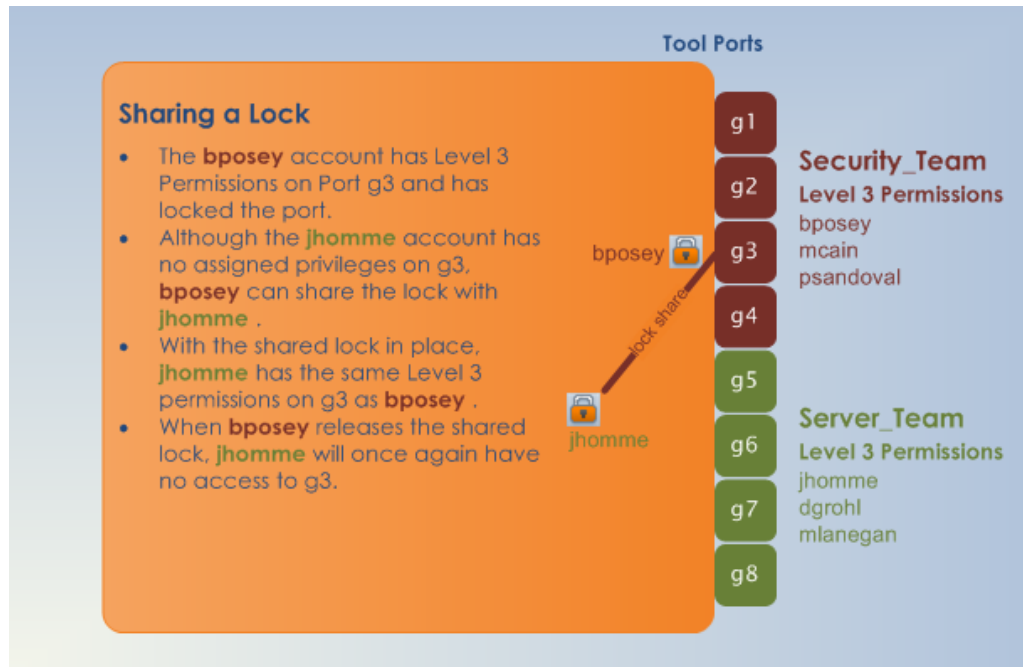 Tool Ports
Sharing a Lock
• The bposey account has Level 3
Permissions on Port g3 and has
locked the port.
• Although the jhomme account has
no assigned privileges on g3,
bposey can share the lock with
jhomme .
• With the shared lock in place,
jhomme has the same Level 3
permissions on g3 as bposey .
• When bposey releases the shared
lock, jhomme will once again have
no access to g3.
bposey
lock share
jhomme
g1
g2
g3
g4
g5
g6
g7
g8
Security_Team
Level 3 Permissions
bposey
mcain
psandoval
Server_Team
Level 3 Permissions
jhomme
dgrohl
mlanegan